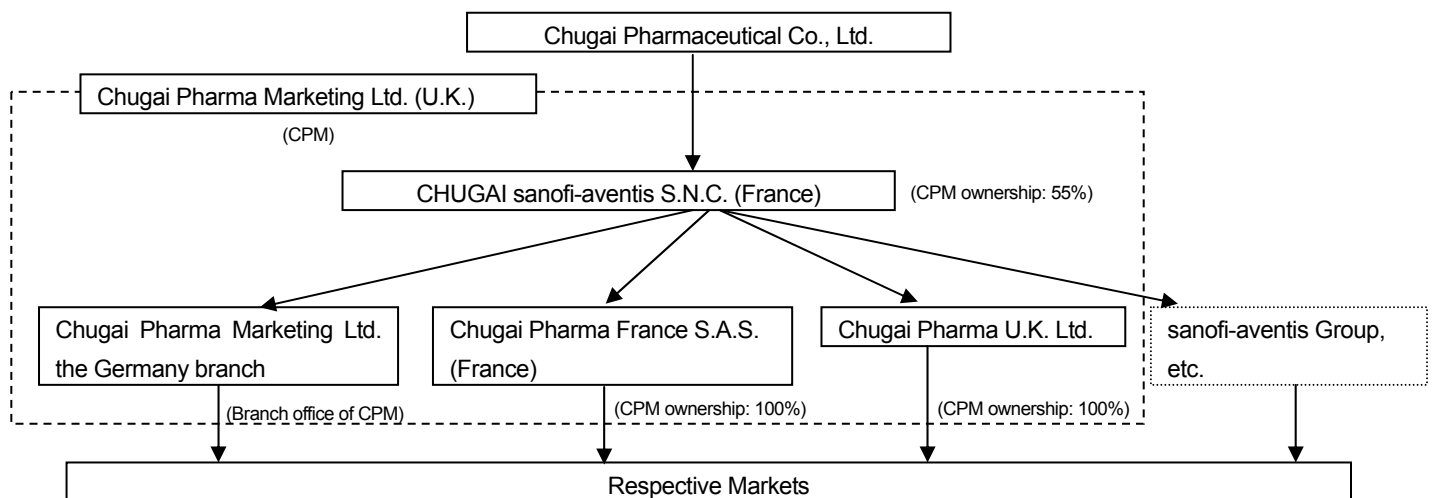 Chugai Pharmaceutical Co., Ltd.
Chugai Pharma Marketing Ltd. (U.K.)
(CPM)
CHUGAI sanofi-aventis S.N.C. (France)
(CPM ownership: 55%)
Chugai Pharma Marketing Ltd.
the Germany branch
Chugai Pharma France S.A.S.
(France)
Chugai Pharma U.K. Ltd.
sanofi-aventis Group,
etc.
(Branch office of CPM)
(CPM ownership: 100%)
(CPM ownership: 100%)
Respective Markets